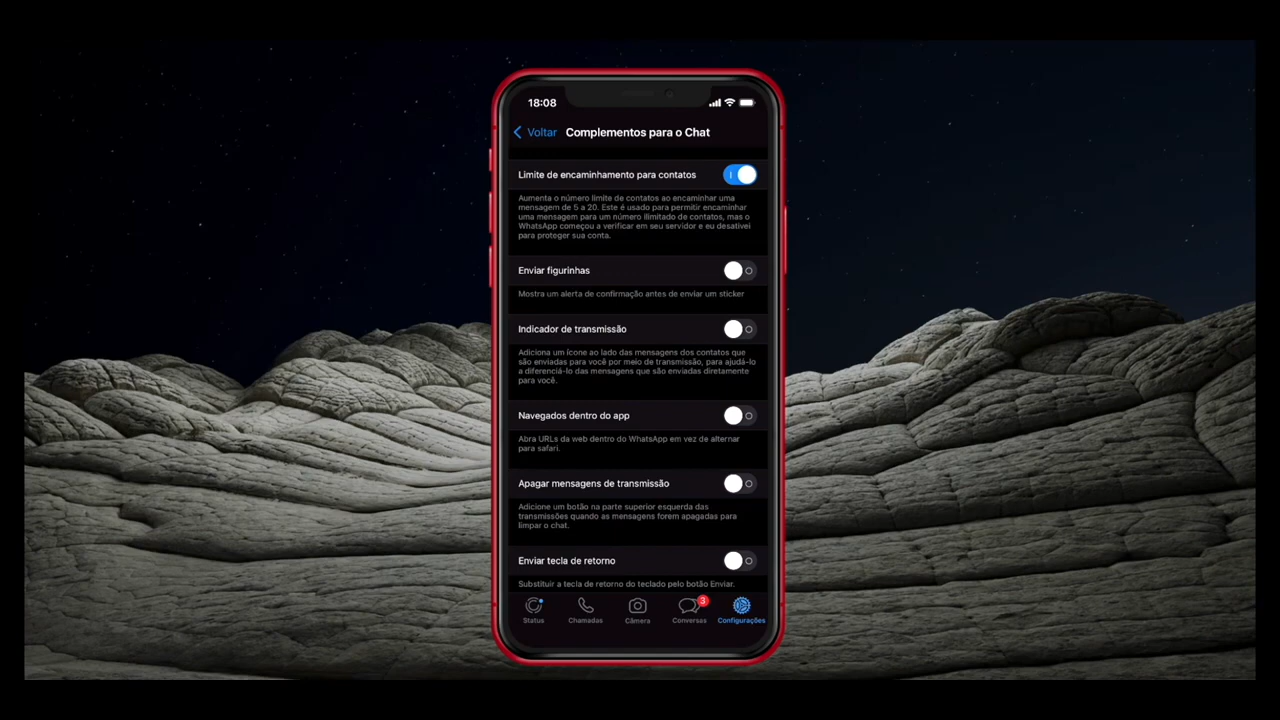 18:08
Voltar Complementos para o Chat
Limite de encaminhamento para contatos
Aumenta o número limite de contatos ao encaminhar uma
mensagem de 5 a 20. Este é usado para permitir encaminhar
uma mensagem para um número ilimitado de contatos, mas o
WhatsApp começou a verificar em seu servidor e eu desativei
para proteger sua conta.
Enviar figurinhas
Mostra um alerta de confirmação antes de enviar um sticker
Indicador de transmissão
Adiciona um ícone ao lado das mensagens dos contatos que
são enviadas para você por meio de transmissão, para ajudá-lo
a diferenciá-lo das mensagens que são enviadas diretamente
para você.
Navegados dentro do app
Abra URLs da web dentro do WhatsApp em vez de alternar
para safari.
Apagar mensagens de transmissão
Adicione um botão na parte superior esquerda das
transmissões quando as mensagens forem apagadas para
limpar o chat.
Enviar tecla de retorno
Substituir a tecla de retorno do teclado pelo botão Enviar.
3
Status Chamadas Câmera Conversas Configurações